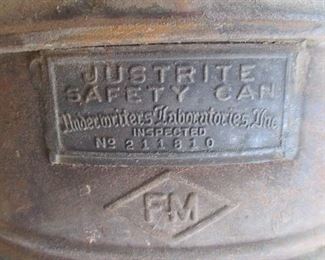 JUSTRITE
SAFETY CAN
Underwriters' Laboratories, Inc
INSPECTED
No 211810
FM